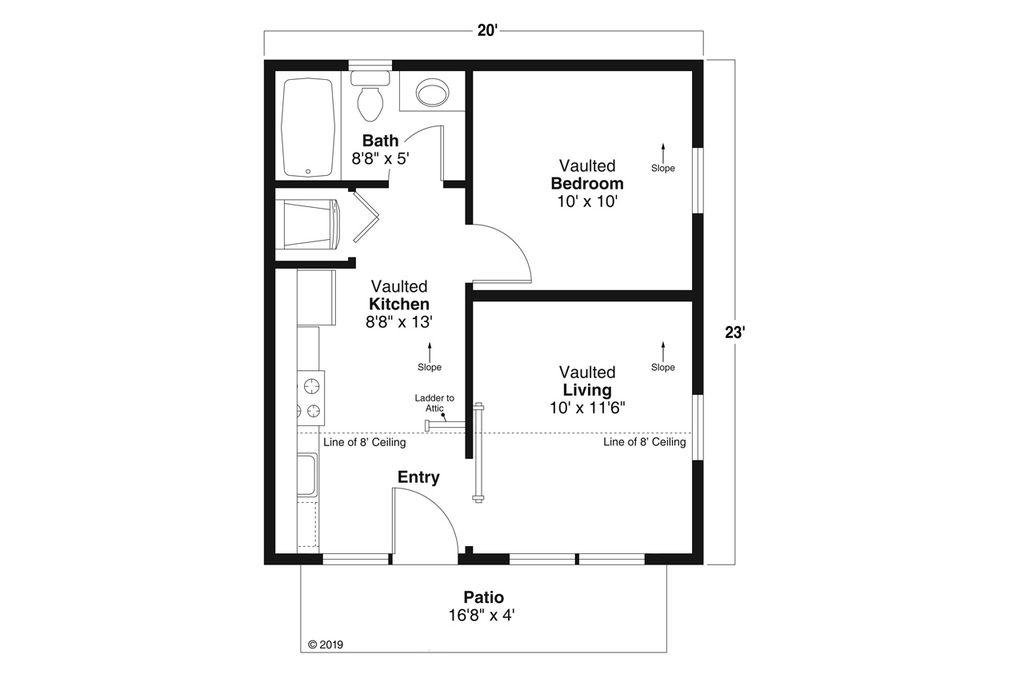 20'
Bath
8'8" x 5'
Vaulted
Bedroom
10' x 10'
Slope
Vaulted
Kitchen
8'8" x 13'
Slope
23'
Vaulted
Living
10' x 11'6"
Slope
Ladder to
Attic
Line of 8' Ceiling
Line of 8' Ceiling
Entry
Patio
16'8" x 4'
© 2019